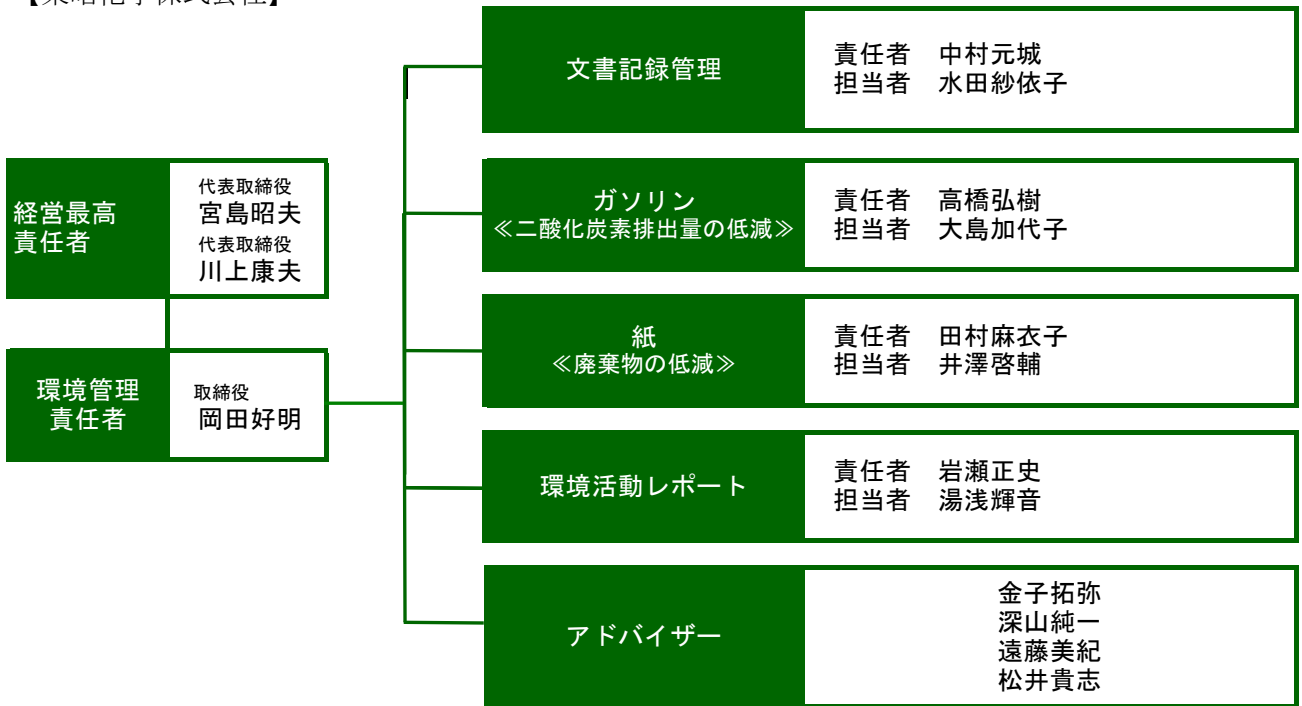 経営最高
責任者
代表取締役
宮島昭夫
代表取締役
川上康夫
環境管理
責任者
取締役
岡田好明
文書記録管理
責任者 中村元城
担当者 水田紗依子
ガソリン
≪二酸化炭素排出量の低減≫
責任者 高橋弘樹
担当者 大島加代子
紙
≪廃棄物の低減≫
責任者 田村麻衣子
担当者 井澤啓輔
環境活動レポート
責任者 岩瀬正史
担当者 湯浅輝音
アドバイザー
金子拓弥
深山純一
遠藤美紀
松井貴志